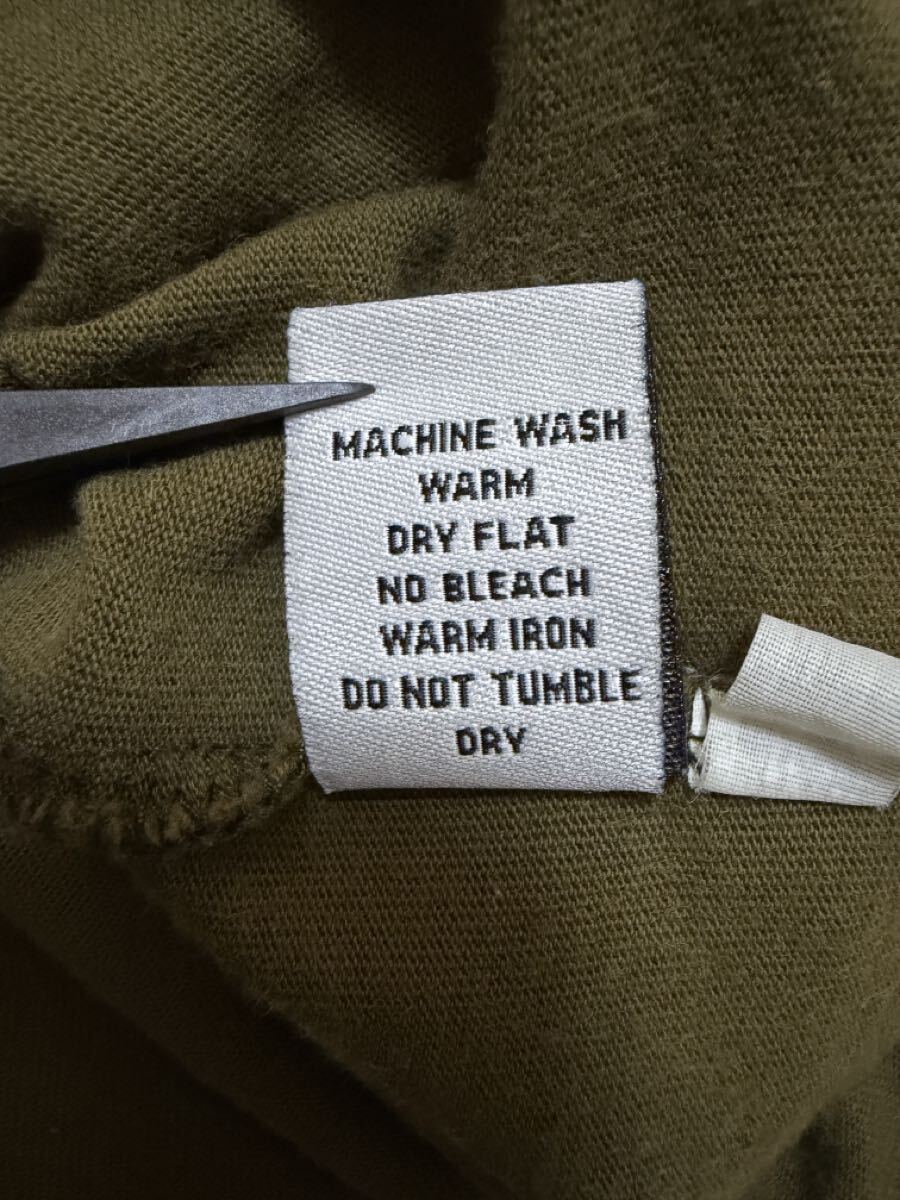 MACHINE WASH
WARM
DRY FLAT
NO BLEACH
WARM IRON
DO NOT TUMBLE
DRY